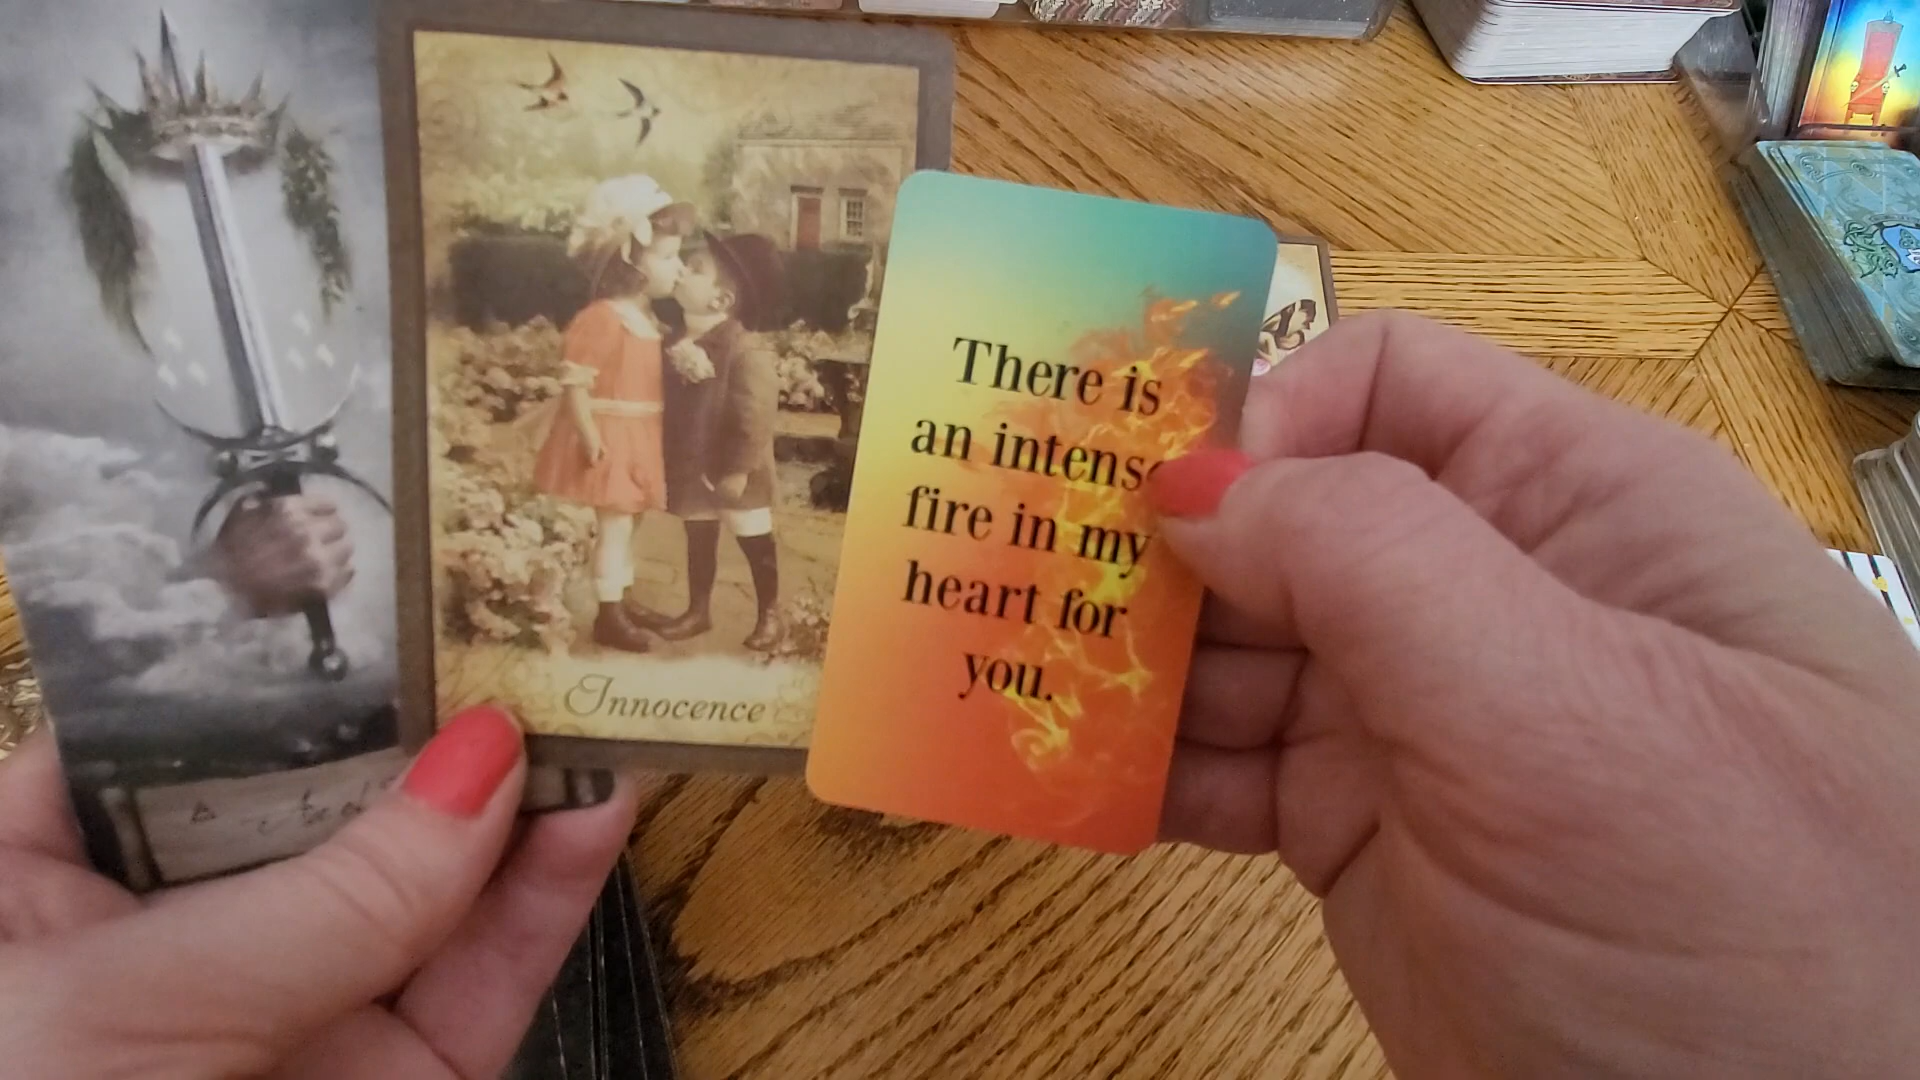 Innocence
There is
an intense
fire in my
heart for
you.